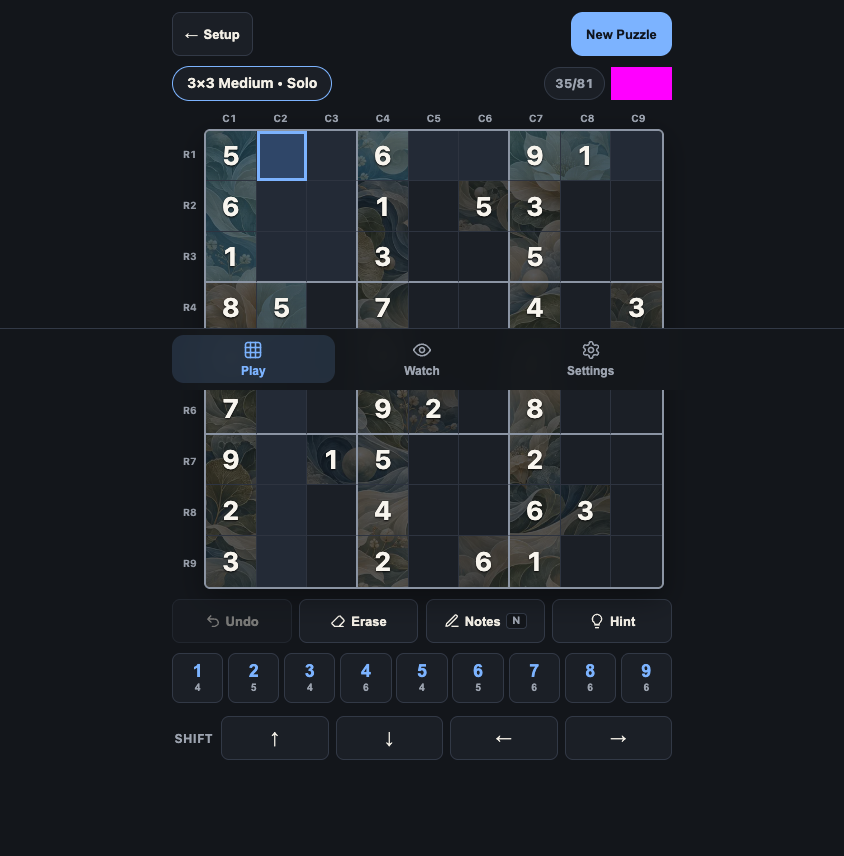 ← Setup New Puzzle
3×3 Medium • Solo 35/81
C1 C2 C3 C4 C5 C6 C7 C8 C9
R1 5 6 9 1
R2 6 1 5 3
R3 1 3 5
R4 8 5 7 4 3
Play Watch Settings
R6 7 9 2 8
R7 9 1 5 2
R8 2 4 6 3
R9 3 2 6 1
Undo Erase Notes N Hint
1 2 3 4 5 6 7 8 9
4 5 4 6 4 5 6 6 6
SHIFT ↑ ↓ ← →